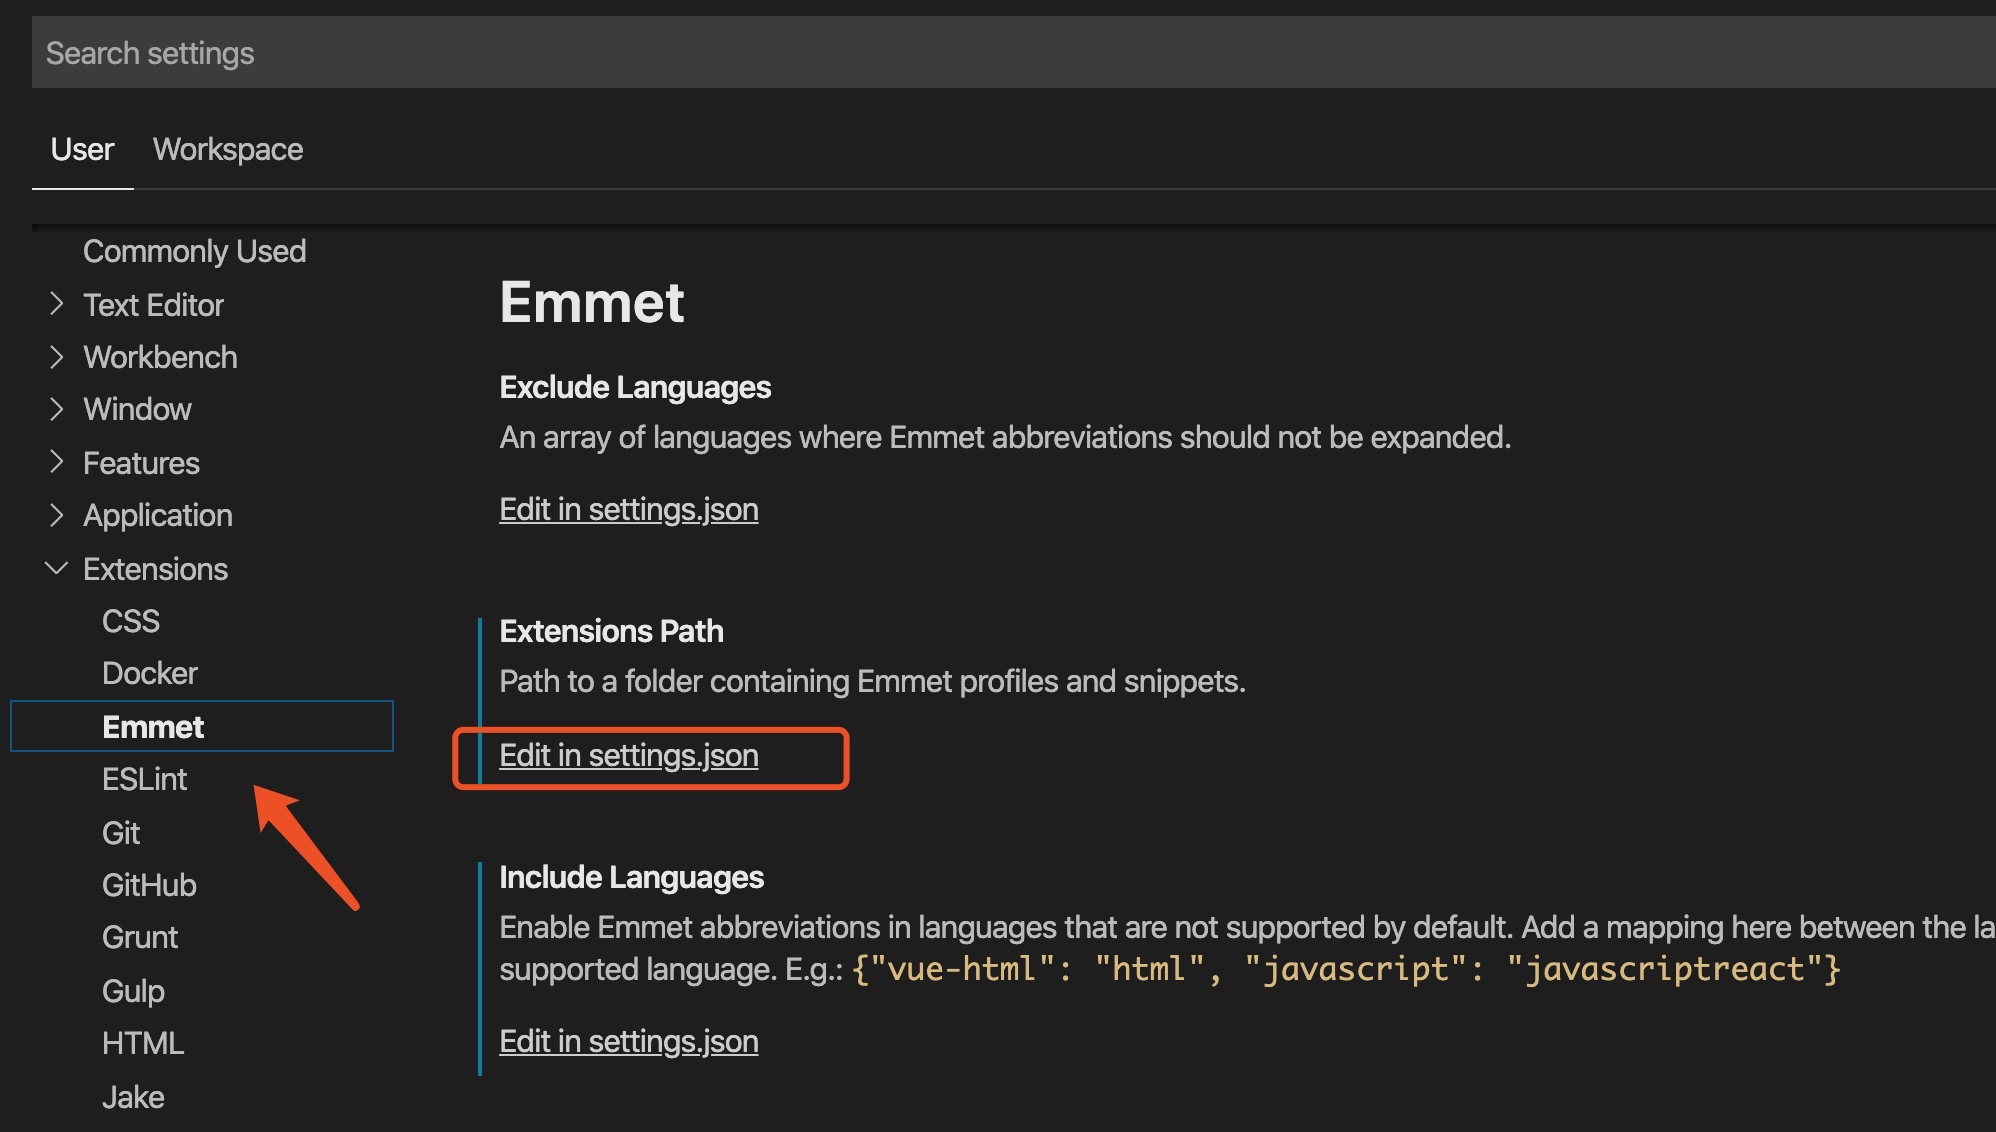 Search settings
User
Workspace
Commonly Used
Text Editor
Workbench
Window
Features
Application
Extensions
CSS
Docker
Emmet
ESLint
Git
GitHub
Grunt
Gulp
HTML
Jake
Emmet
Exclude Languages
An array of languages where Emmet abbreviations should not be expanded.
Edit in settings.json
Extensions Path
Path to a folder containing Emmet profiles and snippets.
Edit in settings.json
Include Languages
Enable Emmet abbreviations in languages that are not supported by default. Add a mapping here between the la
supported language. E.g.: {"vue-html": "html", "javascript": "javascriptreact"}
Edit in settings.json